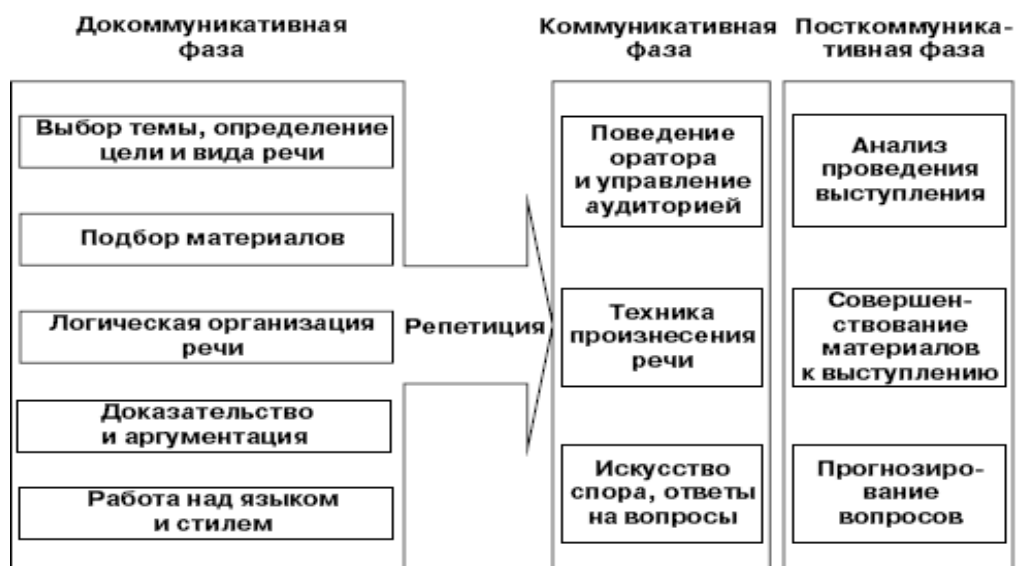 Докоммуникативная
фаза
Выбор темы, определение
цели и вида речи
Подбор материалов
Логическая организация
речи
Доказательство
и аргументация
Работа над языком
и стилем
Репетиция
Коммуникативная
фаза
Поведение
оратора
и управление
аудиторией
Техника
произнесения
речи
Искусство
спора, ответы
на вопросы
Посткоммуника-
тивная фаза
Анализ
проведения
выступления
Совершен-
ствование
материалов
к выступлению
Прогнозиро-
вание
вопросов